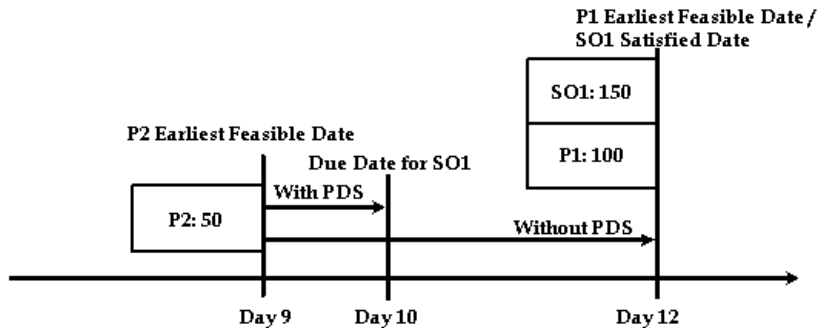 P1 Earliest Feasible Date /
SO1 Satisfied Date
SO1: 150
P2 Earliest Feasible Date
Due Date for SO1
P1: 100
With PDS
P2: 50
Without PDS
Day 9
Day 10
Day 12